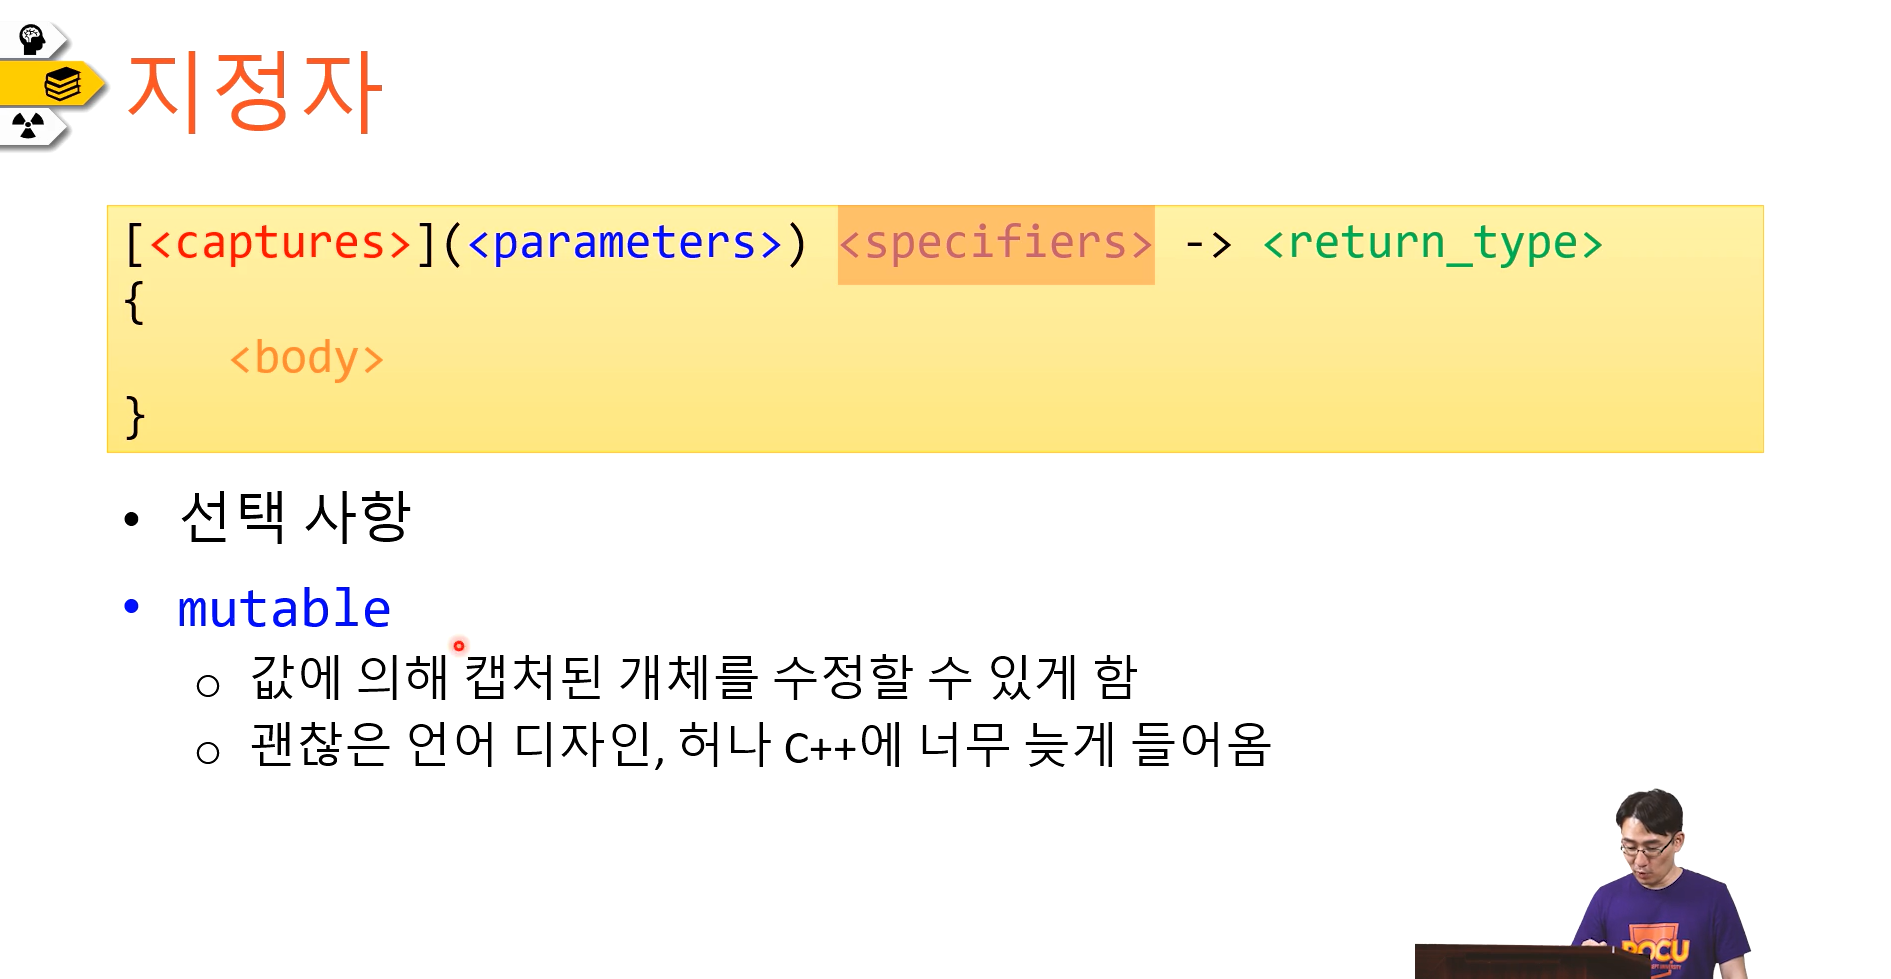 지정자
[<captures>](<parameters>) <specifiers> -> <return_type>
{
<body>
}
• 선택 사항
• mutable
○ 값에 의해 캡처된 개체를 수정할 수 있게 함
○ 괜찮은 언어 디자인, 허나 C++에 너무 늦게 들어옴
POCU